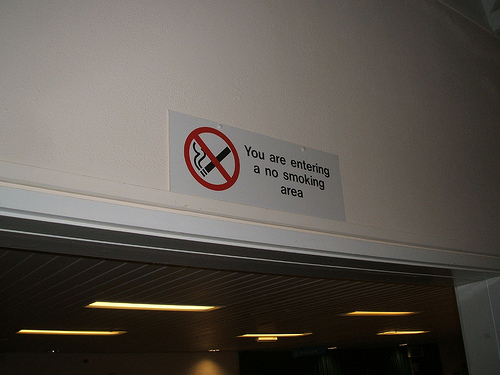 You are entering
a no smoking
area